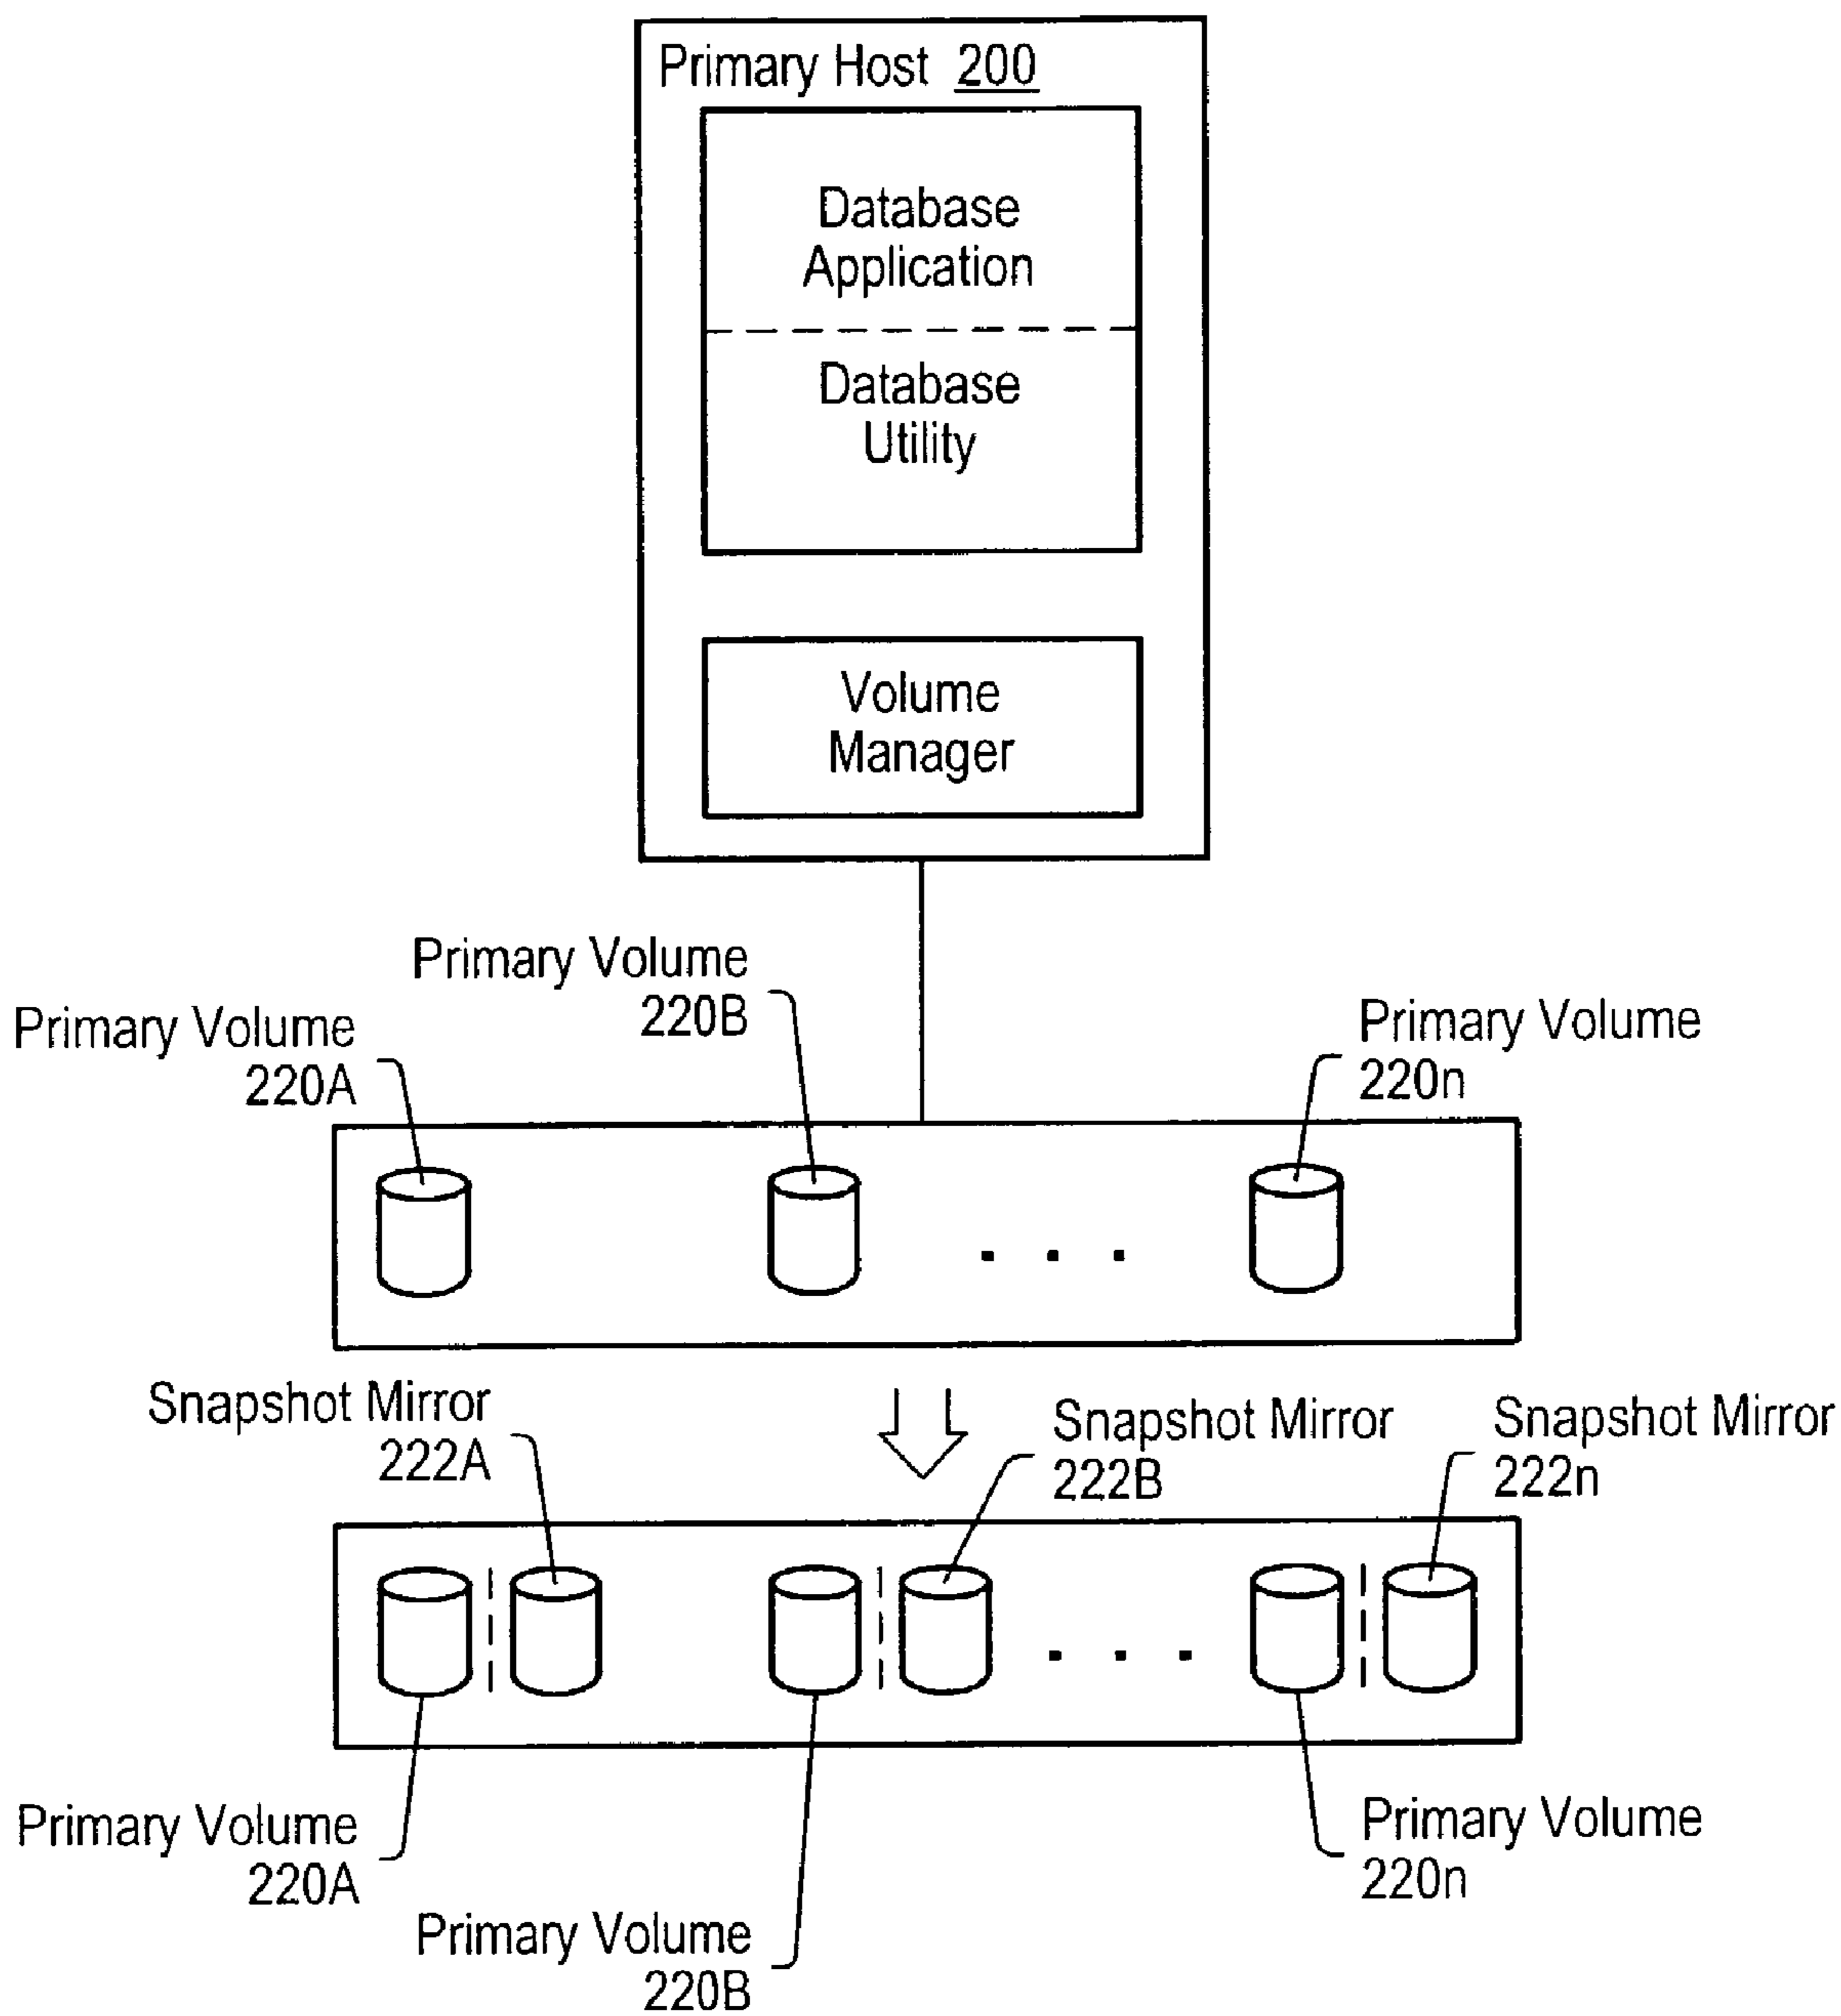 Primary Host 200
Database
Application
Database
Utility
Volume
Manager
Primary Volume
220A
Primary Volume
220B
Primary Volume
220n
Snapshot Mirror
222A
Snapshot Mirror
222B
Snapshot Mirror
222n
Primary Volume
220A
Primary Volume
220B
Primary Volume
220n